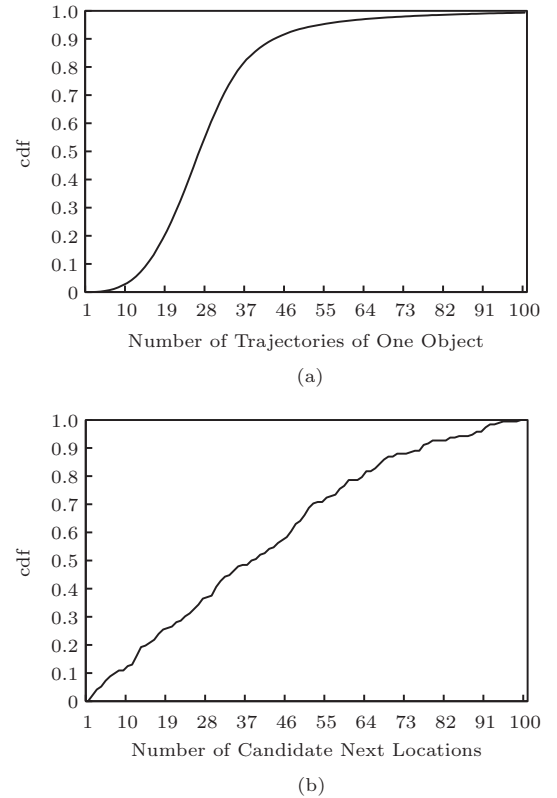 1.0
0.9
0.8
0.7
0.6
0.5
0.4
0.3
0.2
0.1
0
cdf
1 10 19 28 37 46 55 64 73 82 91 100
Number of Trajectories of One Object
(a)
1.0
0.9
0.8
0.7
0.6
0.5
0.4
0.3
0.2
0.1
0
cdf
1 10 19 28 37 46 55 64 73 82 91 100
Number of Candidate Next Locations
(b)